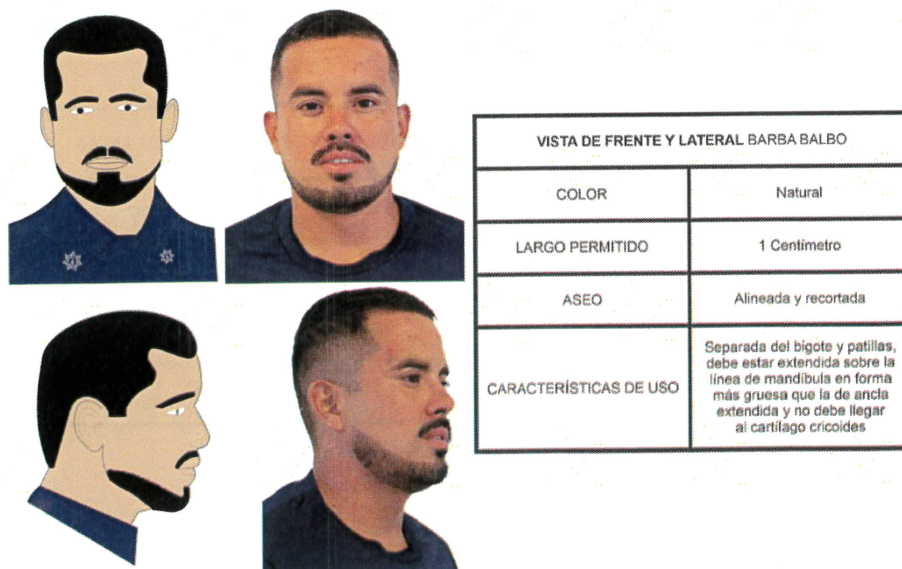 VISTA DE FRENTE Y LATERAL BARBA BALBO
COLOR
Natural
LARGO PERMITIDO
1 Centímetro
ASEO
Alineada y recortada
CARACTERÍSTICAS DE USO
Separada del bigote y patillas,
debe estar extendida sobre la
línea de mandíbula en forma
más gruesa que la de ancla
extendida y no debe llegar
al cartílago cricoides